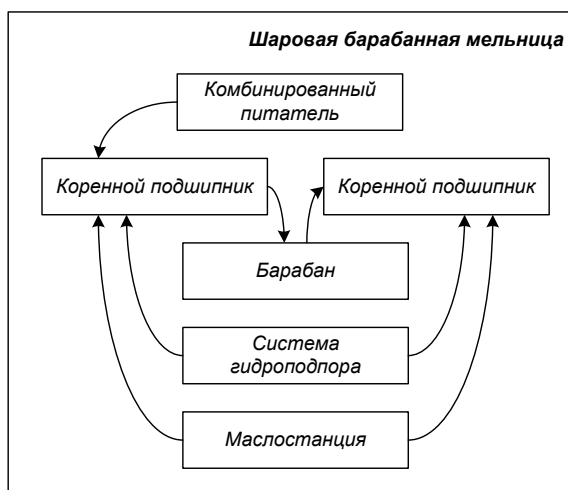 Шаровая барабанная мельница
Комбинированный
питатель
Коренной подшипник
Коренной подшипник
Барабан
Система
гидроподпора
Маслостанция